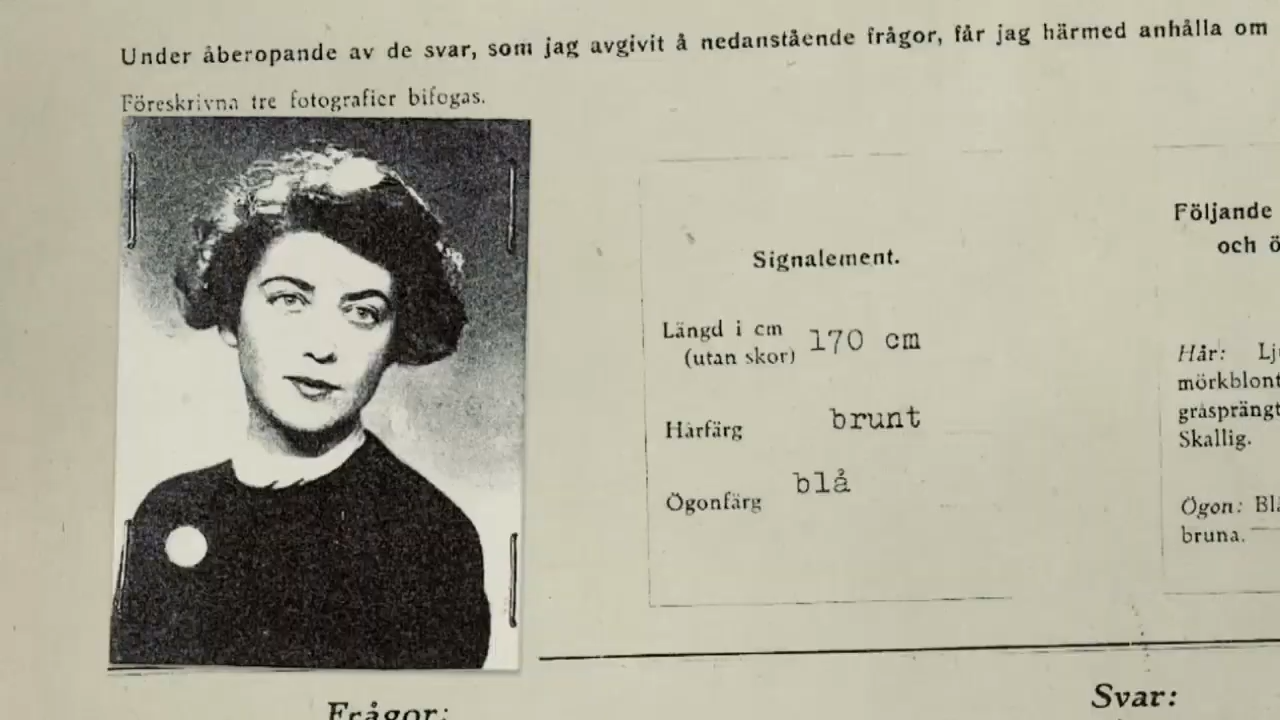 Under åberopande av de svar, som jag avgivit å nedanstående frågor, får jag härmed anhålla om
Föreskrivna tre fotografier bifogas.
Signalement.
Längd i cm 170 cm
(utan skor)
Hårfärg brunt
Ögonfärg blå
Följande
och ö
Hår: Lj
mörkblont
gråsprängt
Skallig.
Ögon: Bl
bruna.
Frågor:
Svar: